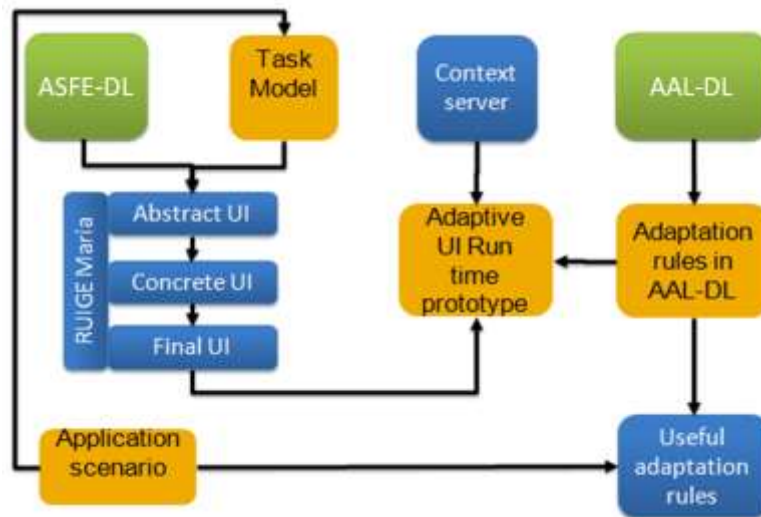 ASFE-DL
Task
Model
Context
server
AAL-DL
RUIGE Maria
Abstract UI
Concrete UI
Final UI
Adaptive
UI Run
time
prototype
Adaptation
rules in
AAL-DL
Application
scenario
Useful
adaptation
rules